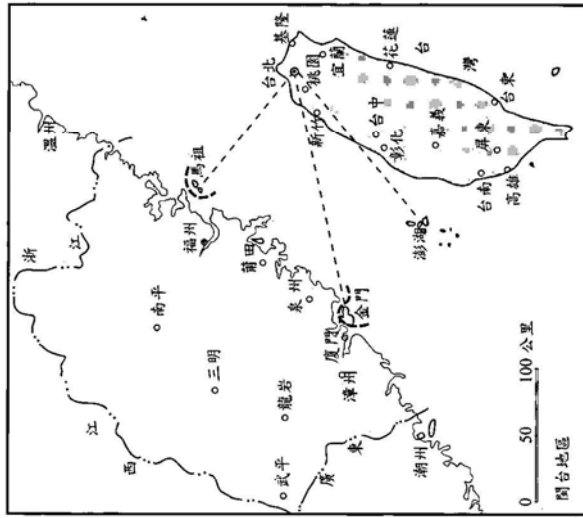 溫州
浙
江
江
西
廣
東
南平
三明
龍岩
武平
福州
馬祖
莆田
泉州
金門
廈門
漳州
潮州
台北
基隆
桃園
宜蘭
新竹
花蓮
台
灣
台中
彰化
嘉義
台東
屏東
台南
高雄
澎湖
0 50 100 公里
閩台地區